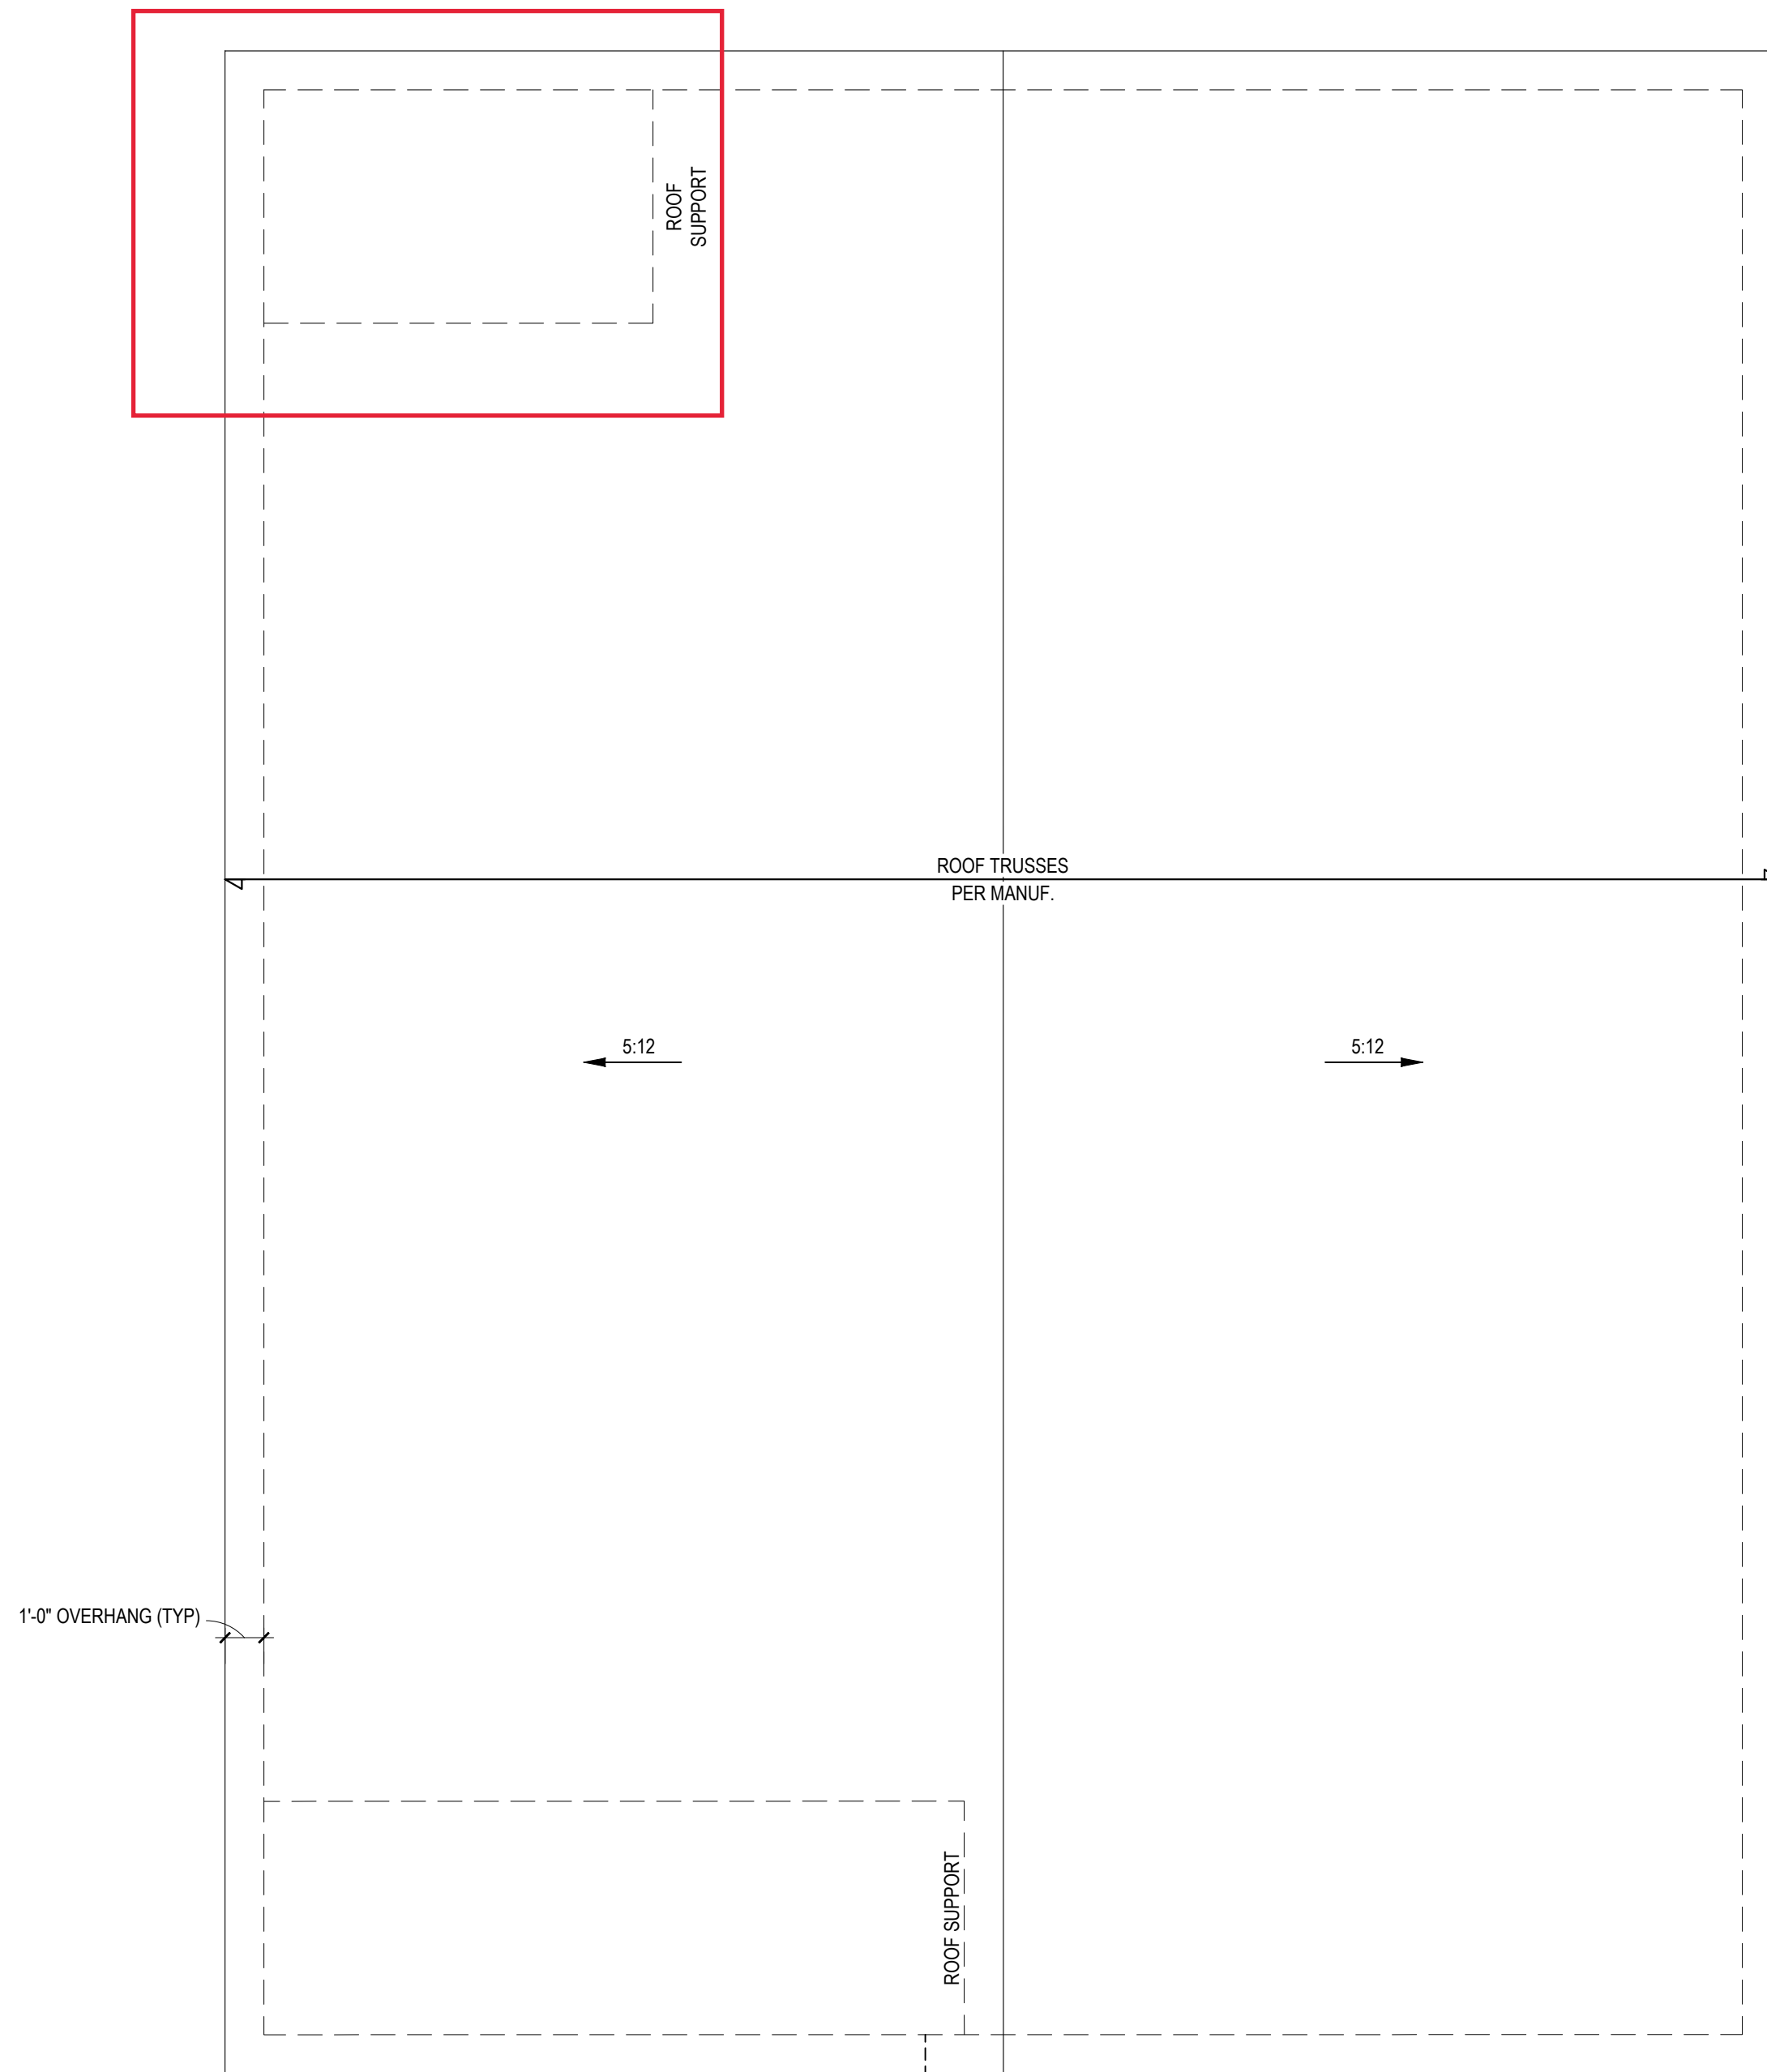 ROOF
SUPPORT
ROOF TRUSSES
PER MANUF.
5:12
5:12
1'-0" OVERHANG (TYP)
ROOF SUPPORT